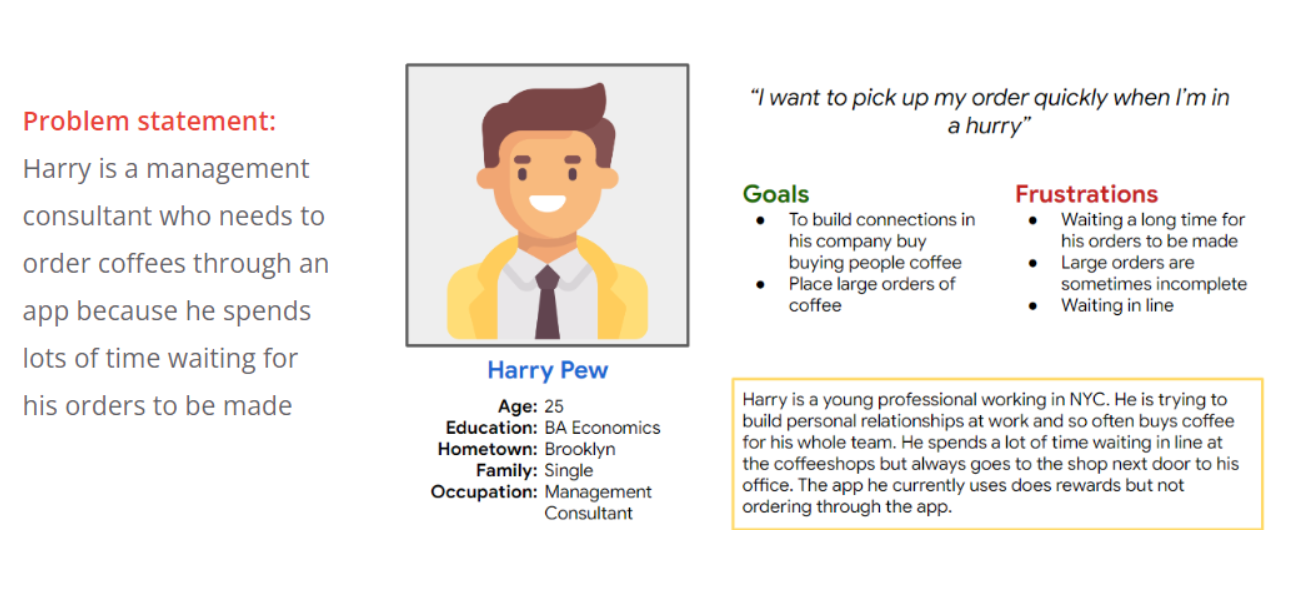 Problem statement:
Harry is a management
consultant who needs to
order coffees through an
app because he spends
lots of time waiting for
his orders to be made
Harry Pew
Age: 25
Education: BA Economics
Hometown: Brooklyn
Family: Single
Occupation: Management
Consultant
“I want to pick up my order quickly when I’m in
a hurry”
Goals
● To build connections in
his company buy
buying people coffee
● Place large orders of
coffee
Frustrations
● Waiting a long time for
his orders to be made
● Large orders are
sometimes incomplete
● Waiting in line
Harry is a young professional working in NYC. He is trying to
build personal relationships at work and so often buys coffee
for his whole team. He spends a lot of time waiting in line at
the coffeeshops but always goes to the shop next door to his
office. The app he currently uses does rewards but not
ordering through the app.